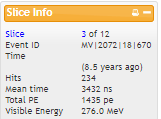 Slice Info
Slice 3 of 12
Event ID MV|2072|18|670
Time
(8.5 years ago)
Hits 234
Mean time 3432 ns
Total PE 1435 pe
Visible Energy 276.0 MeV